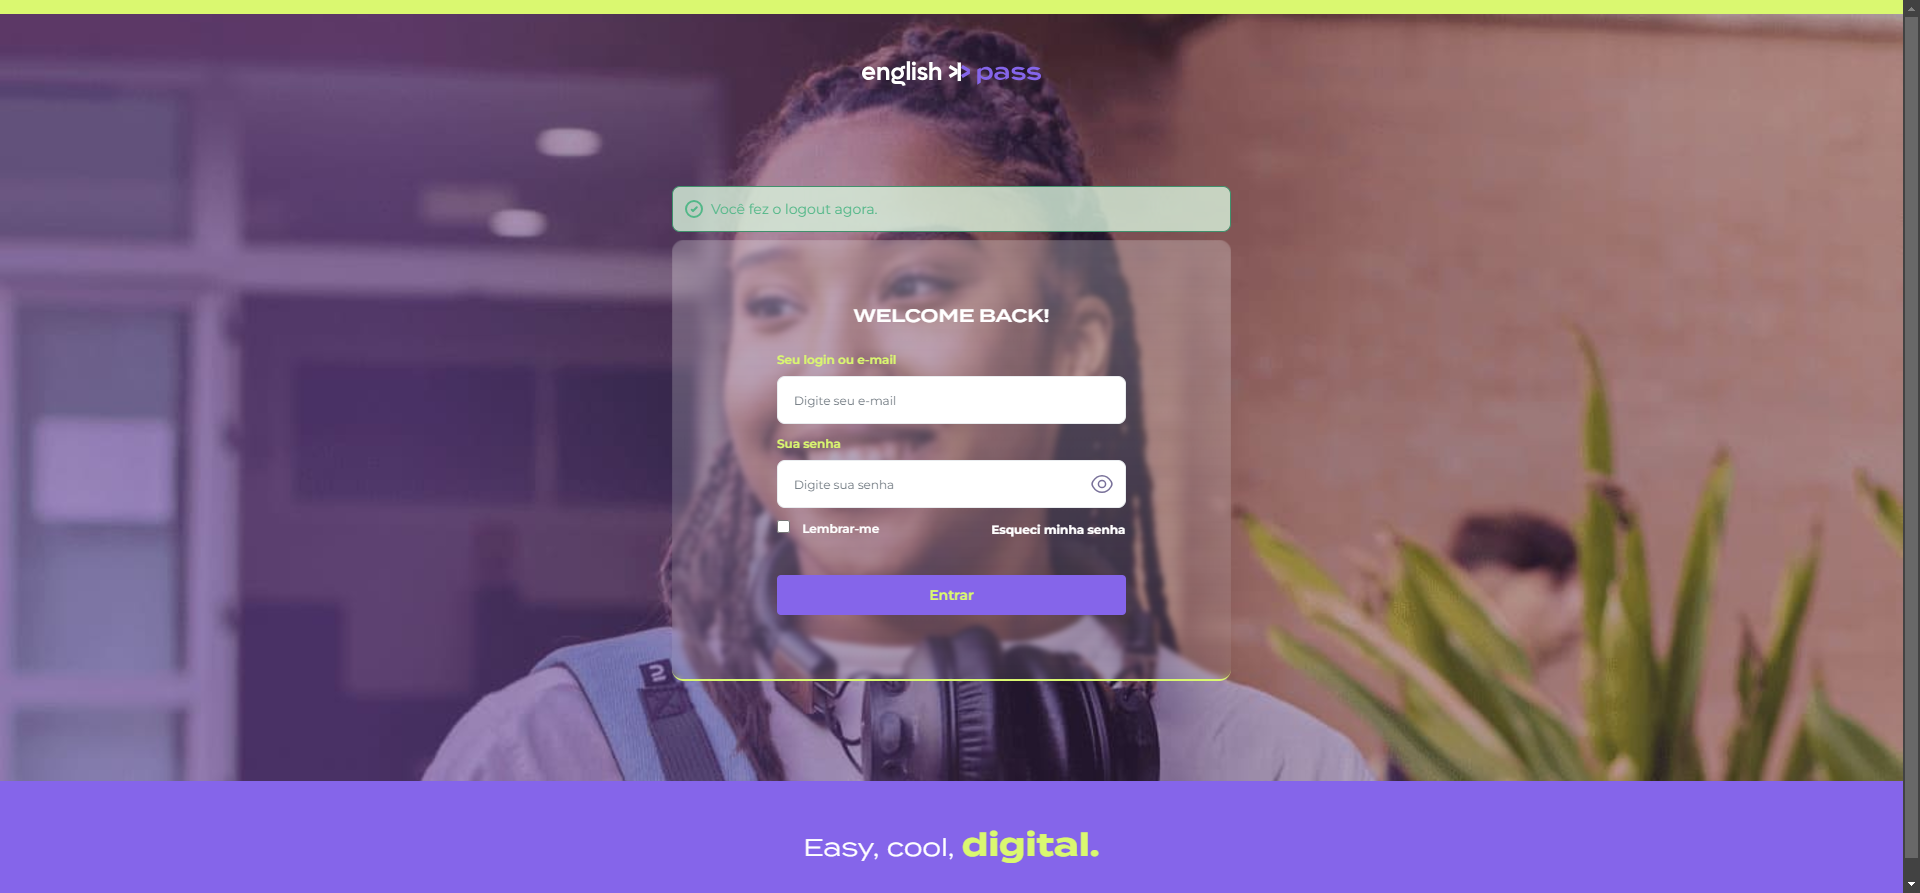 english pass
Você fez o logout agora.
WELCOME BACK!
Seu login ou e-mail
Digite seu e-mail
Sua senha
Digite sua senha
Lembrar-me Esqueci minha senha
Entrar
Easy, cool, digital.